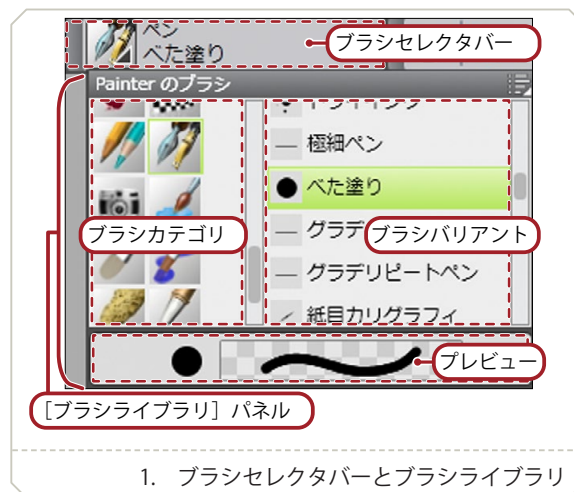 ペン
べた塗り
ブラシセレクタバー
Painter のブラシ
極細ペン
べた塗り
ブラシカテゴリ
グラデ
ブラシバリアント
グラデリピートペン
紙目カリグラフィ
プレビュー
［ブラシライブラリ］パネル
1. ブラシセレクタバーとブラシライブラリ